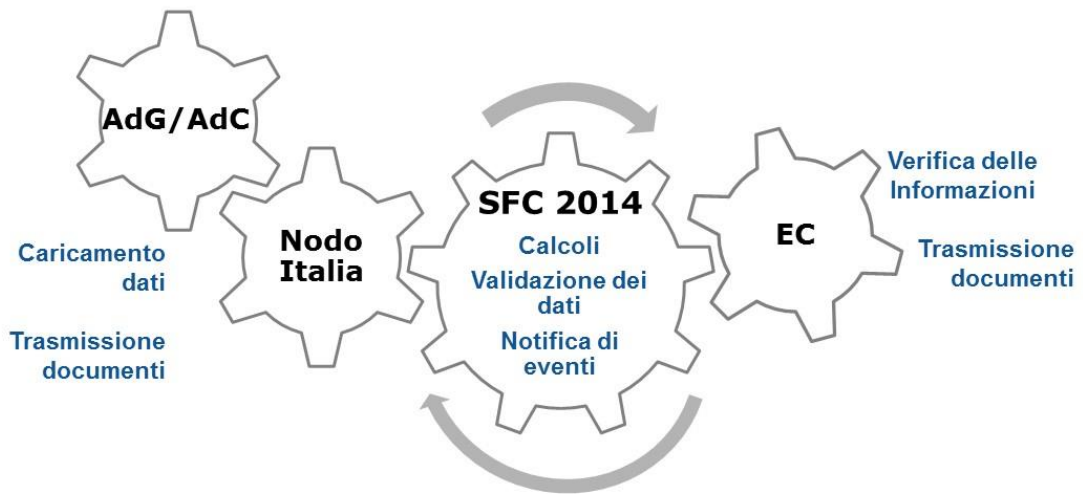 AdG/AdC
Caricamento
dati
Trasmissione
documenti
Nodo
Italia
SFC 2014
Calcoli
Validazione dei
dati
Notifica di
eventi
EC
Verifica delle
Informazioni
Trasmissione
documenti